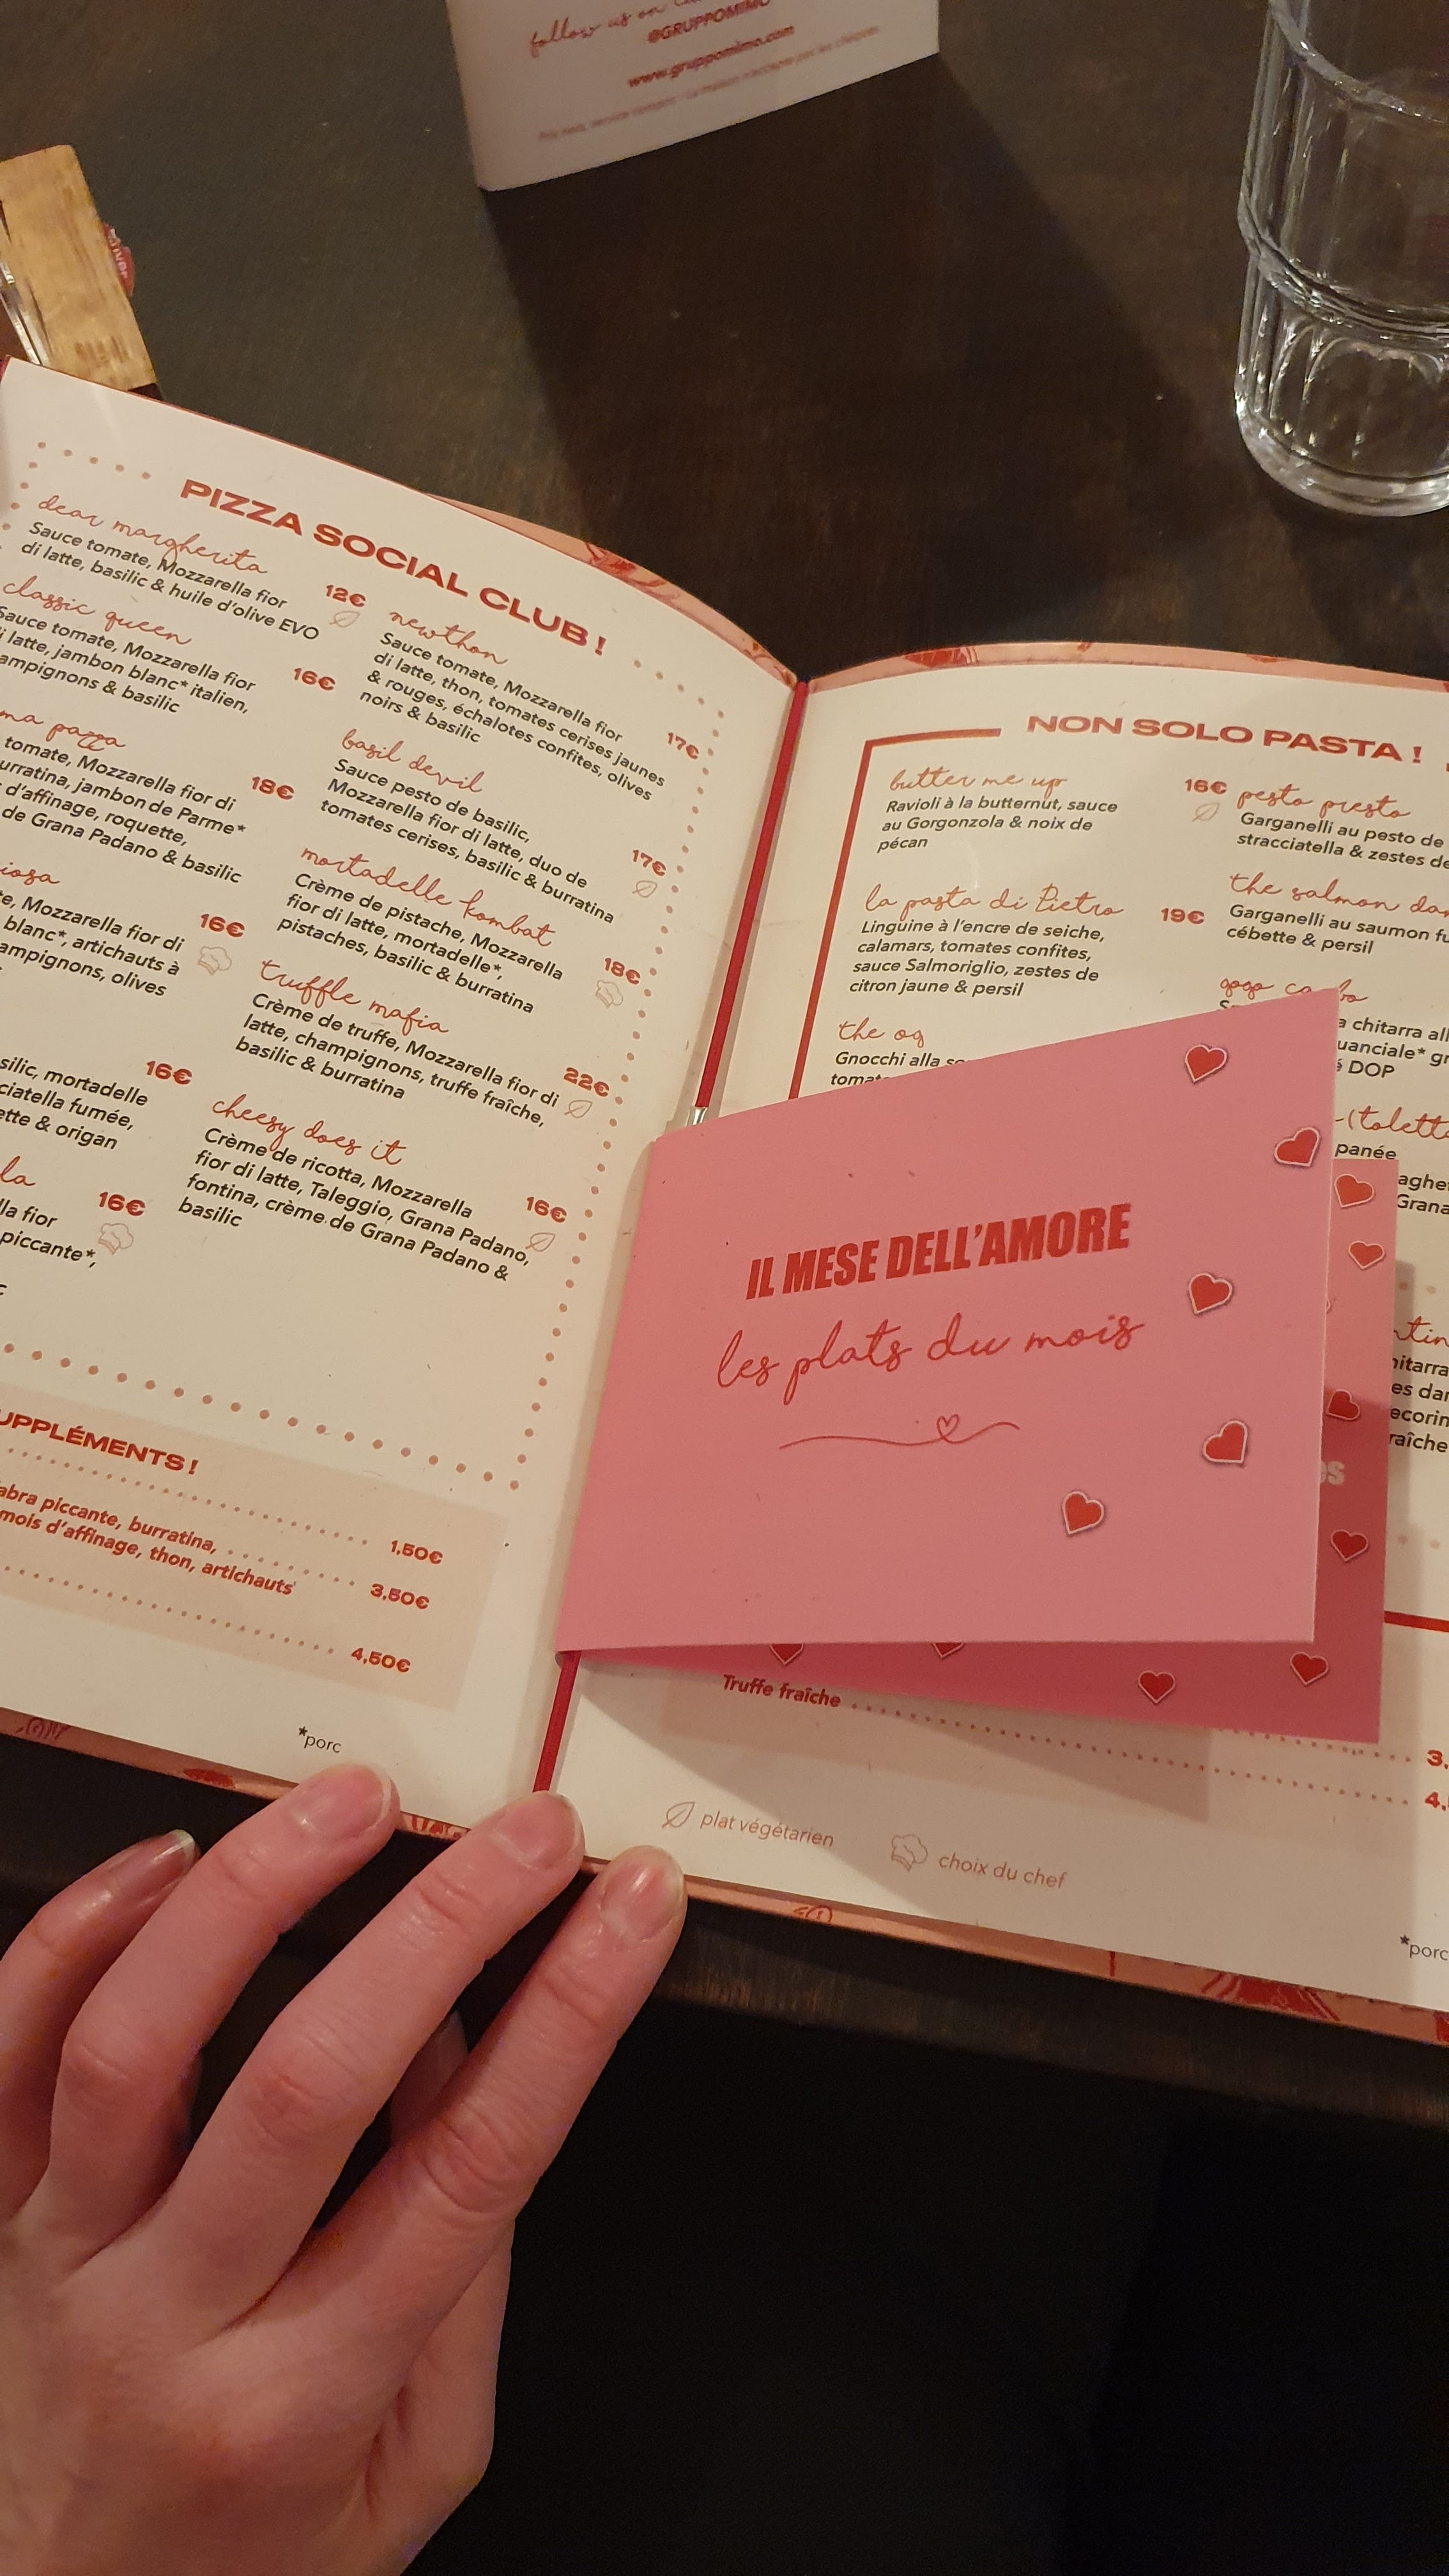 follow us on
@GRUPPOMIMO
www.gruppomimo.com
PIZZA SOCIAL CLUB !
dear margherita
Sauce tomate, Mozzarella fior
di latte, basilic & huile d'olive EVO
12€
classic queen
Sauce tomate, Mozzarella fior
di latte, jambon blanc* italien,
champignons & basilic
16€
ma pazza
tomate, Mozzarella fior di
burratina, jambon de Parme*
d'affinage, roquette,
de Grana Padano & basilic
18€
iosa
Mozzarella fior di
blanc*, artichauts à
champignons, olives
16€
basilic, mortadelle
stracciatella fumée,
& origan
16€
la
fior
piccante*,
16€
newthon
Sauce tomate, Mozzarella fior
di latte, thon, tomates cerises jaunes
& rouges, échalotes confites, olives
noirs & basilic
17€
basil devil
Sauce pesto de basilic,
Mozzarella fior di latte, duo de
tomates cerises, basilic & burratina
17€
mortadelle kombat
Crème de pistache, Mozzarella
fior di latte, mortadelle*,
pistaches, basilic & burratina
18€
truffle mafia
Crème de truffe, Mozzarella fior di
latte, champignons, truffe fraîche,
basilic & burratina
22€
cheesy does it
Crème de ricotta, Mozzarella
fior di latte, Taleggio, Grana Padano,
fontina, crème de Grana Padano &
basilic
16€
SUPPLÉMENTS !
1,50€
piccante, burratina,
mois d'affinage, thon, artichauts
3,50€
4,50€
*porc
NON SOLO PASTA !
butter me up
Ravioli à la butternut, sauce
au Gorgonzola & noix de
pécan
16€
la pasta di Pietro
Linguine à l'encre de seiche,
calamars, tomates confites,
sauce Salmoriglio, zestes de
citron jaune & persil
19€
the og
Gnocchi alla
pesto presto
Garganelli au pesto de
stracciatella & zestes de
the salmon
Garganelli au saumon
cébette & persil
chitarra
guanciale*
DOP
panée
Grana
IL MESE DELL'AMORE
les plats du mois
Truffe fraîche
plat végétarien
choix du chef
*porc